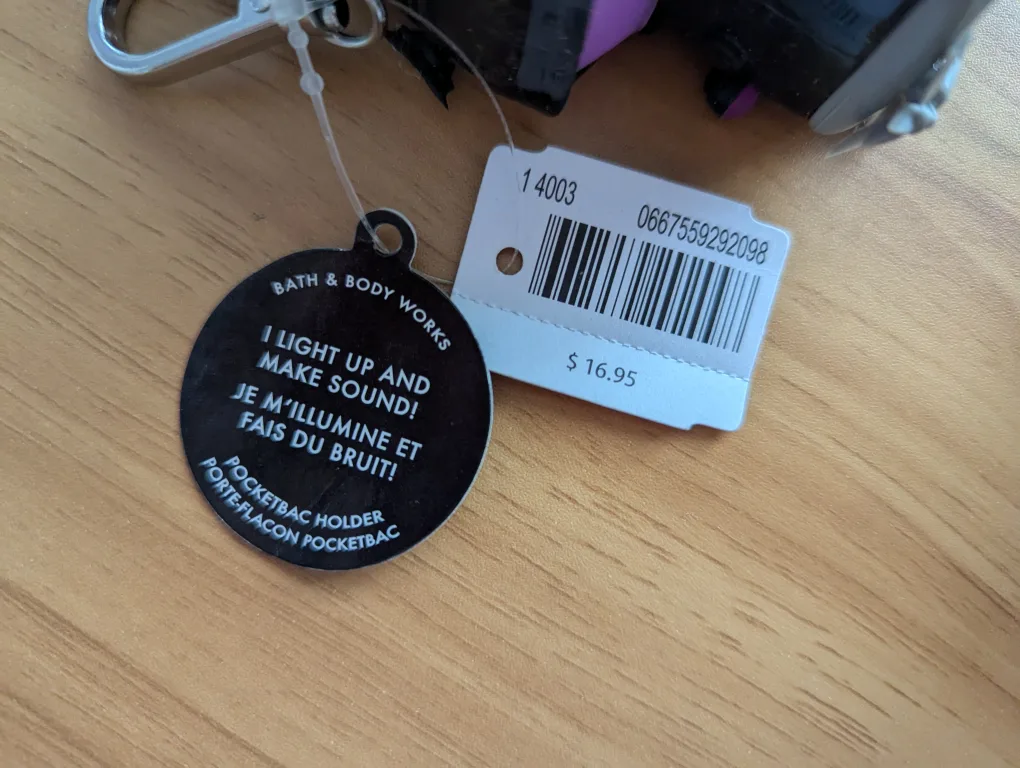 BATH & BODY WORKS
I LIGHT UP AND
MAKE SOUND!
JE M'ILLUMINE ET
FAIS DU BRUIT!
POCKETBAC HOLDER
PORTE-FLACON POCKETBAC
1 4003
0667559292098
$ 16.95